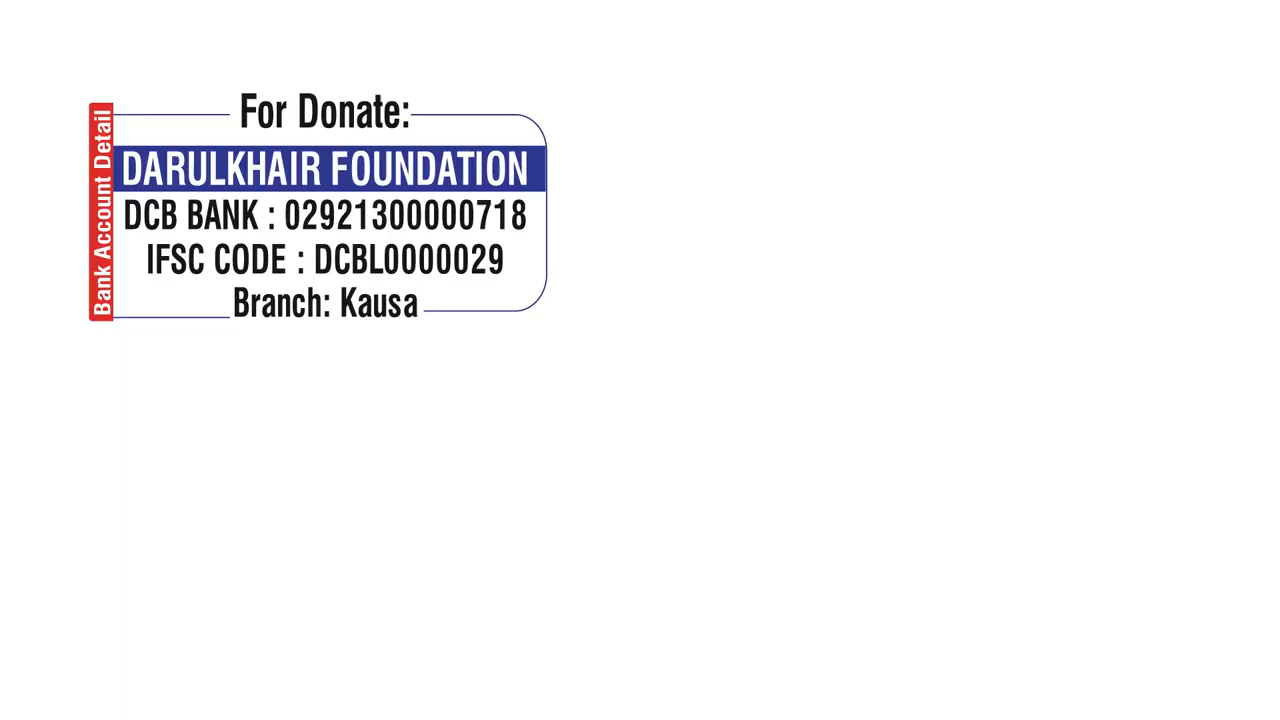 For Donate:
Bank Account Detail
DARULKHAIR FOUNDATION
DCB BANK : 02921300000718
IFSC CODE : DCBL0000029
Branch: Kausa